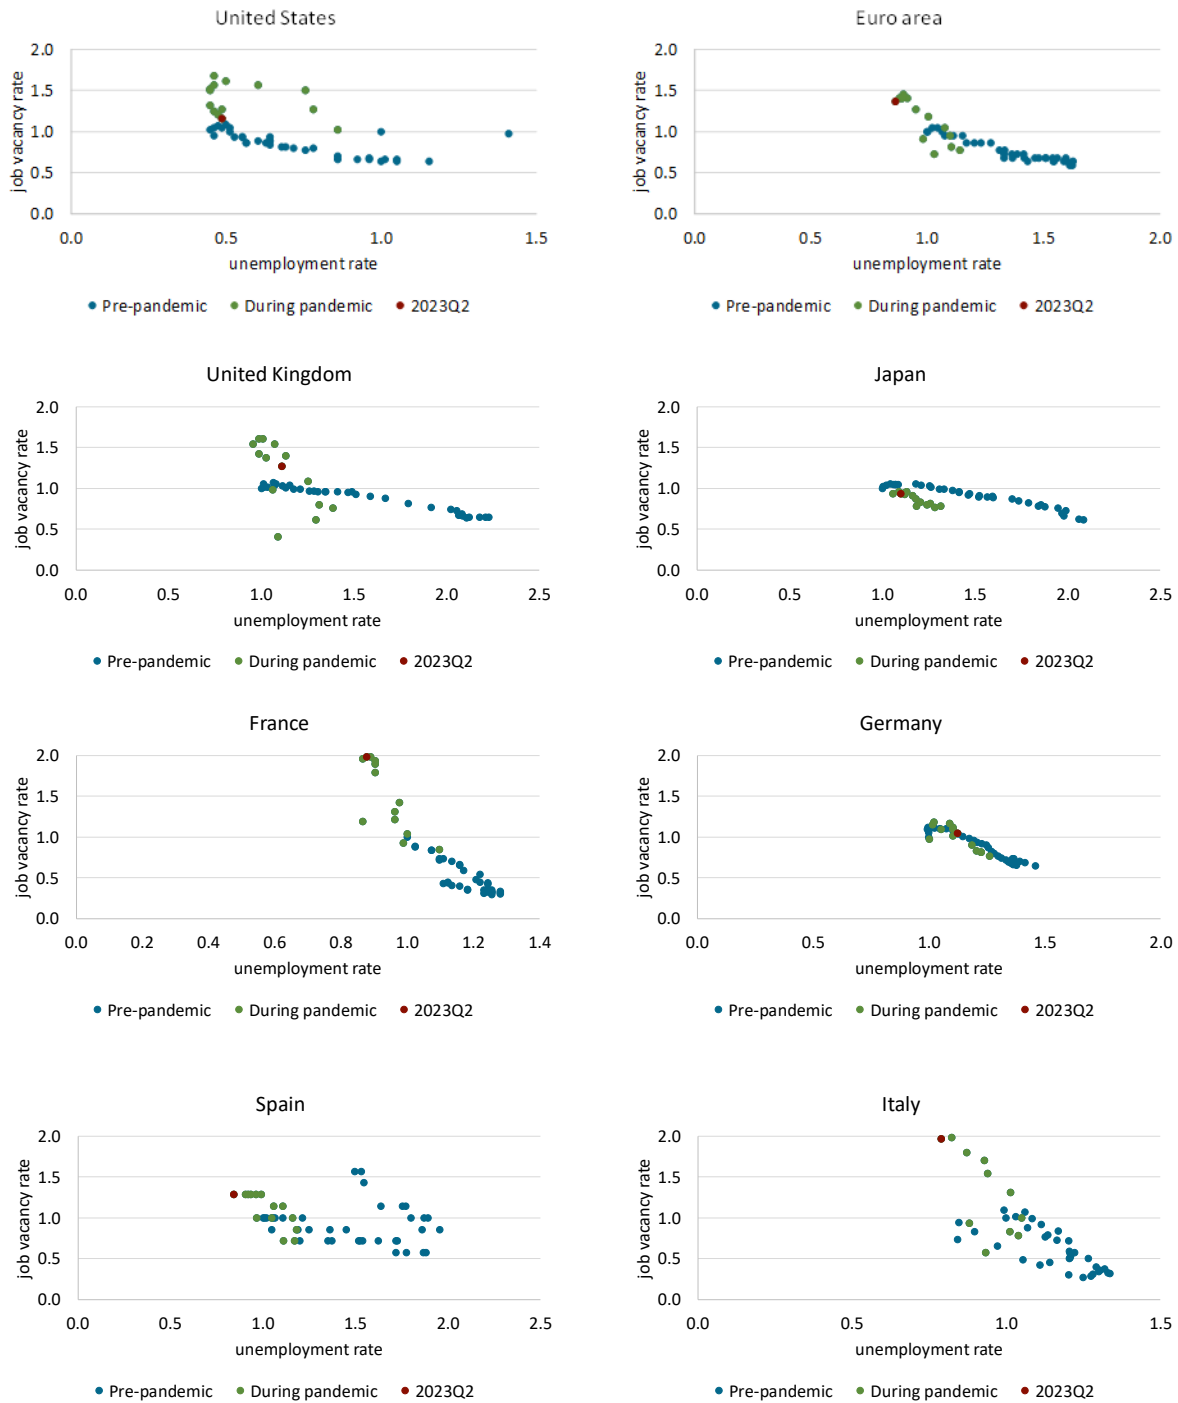 United States
2.0
1.5
1.0
0.5
0.0
job vacancy rate
0.0 0.5 1.0 1.5
unemployment rate
Pre-pandemic During pandemic 2023Q2
Euro area
2.0
1.5
1.0
0.5
0.0
job vacancy rate
0.0 0.5 1.0 1.5 2.0
unemployment rate
Pre-pandemic During pandemic 2023Q2
United Kingdom
2.0
1.5
1.0
0.5
0.0
job vacancy rate
0.0 0.5 1.0 1.5 2.0 2.5
unemployment rate
Pre-pandemic During pandemic 2023Q2
Japan
2.0
1.5
1.0
0.5
0.0
job vacancy rate
0.0 0.5 1.0 1.5 2.0 2.5
unemployment rate
Pre-pandemic During pandemic 2023Q2
France
2.0
1.5
1.0
0.5
0.0
job vacancy rate
0.0 0.2 0.4 0.6 0.8 1.0 1.2 1.4
unemployment rate
Pre-pandemic During pandemic 2023Q2
Germany
2.0
1.5
1.0
0.5
0.0
job vacancy rate
0.0 0.5 1.0 1.5 2.0
unemployment rate
Pre-pandemic During pandemic 2023Q2
Spain
2.0
1.5
1.0
0.5
0.0
job vacancy rate
0.0 0.5 1.0 1.5 2.0 2.5
unemployment rate
Pre-pandemic During pandemic 2023Q2
Italy
2.0
1.5
1.0
0.5
0.0
job vacancy rate
0.0 0.5 1.0 1.5
unemployment rate
Pre-pandemic During pandemic 2023Q2